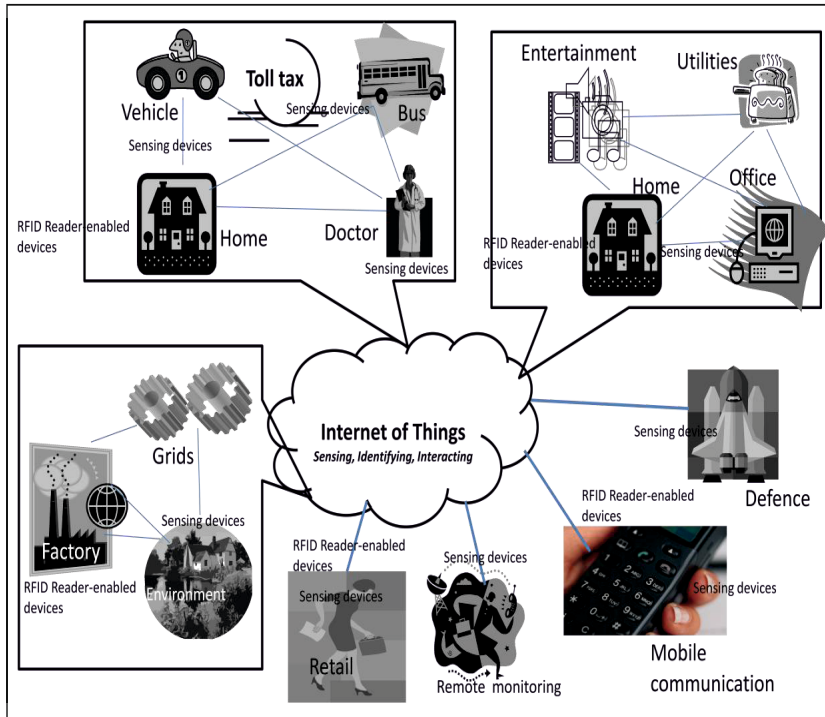 Toll tax
Vehicle
Sensing devices
Bus
Sensing devices
RFID Reader-enabled
devices
Home
Doctor
Sensing devices
Entertainment
Utilities
Home
Office
RFID Reader-enabled
devices
Sensing devices
Internet of Things
Sensing, Identifying, Interacting
Grids
Factory
Sensing devices
RFID Reader-enabled
devices
Environment
Sensing devices
Defence
RFID Reader-enabled
devices
Sensing devices
Mobile
communication
RFID Reader-enabled
devices
Sensing devices
Retail
Sensing devices
Remote monitoring